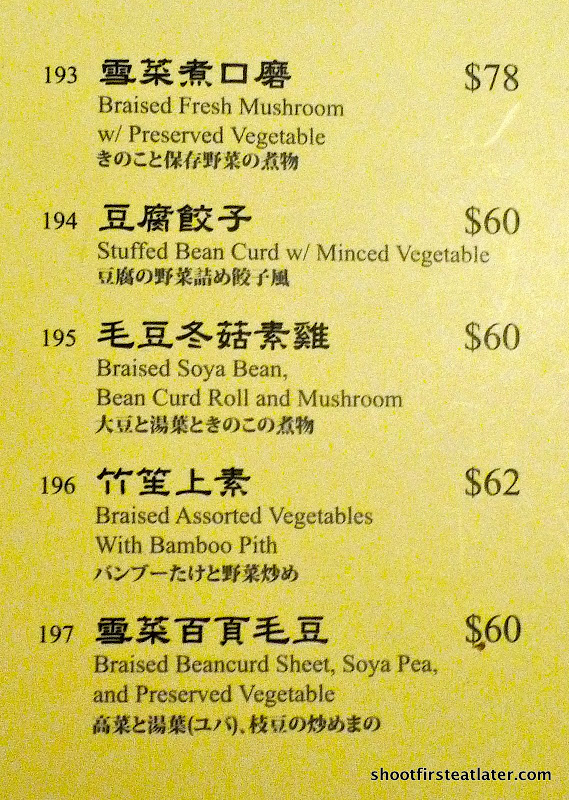 193 雪菜煮口磨 $78
Braised Fresh Mushroom
w/ Preserved Vegetable
きのこと保存野菜の煮物
194 豆腐餃子 $60
Stuffed Bean Curd w/ Minced Vegetable
豆腐の野菜詰め餃子風
195 毛豆冬菇素雞 $60
Braised Soya Bean,
Bean Curd Roll and Mushroom
大豆と湯葉ときのこの煮物
196 竹笙上素 $62
Braised Assorted Vegetables
With Bamboo Pith
バンブーたけと野菜炒め
197 雪菜百頁毛豆 $60
Braised Beancurd Sheet, Soya Pea,
and Preserved Vegetable
高菜と湯葉(ユバ)、枝豆の炒めまの
shootfirsteatlater.com